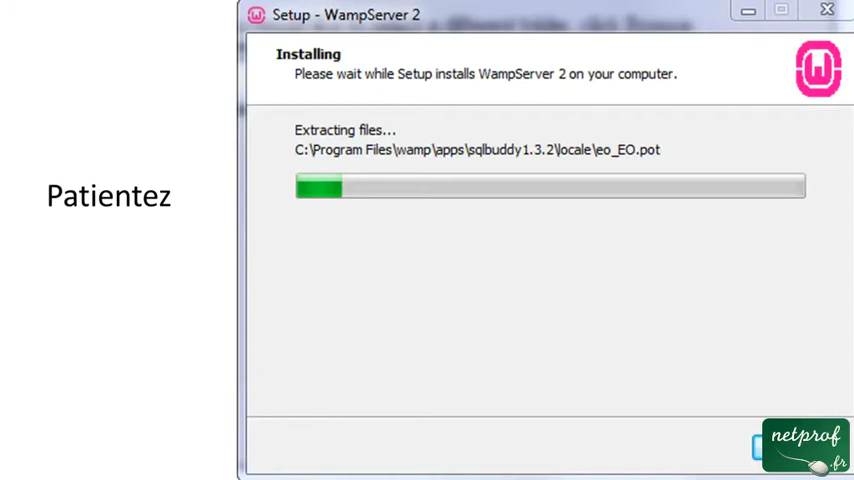 Setup - WampServer 2
Installing
Please wait while Setup installs WampServer 2 on your computer.
Extracting files...
C:\Program Files\wamp\apps\sqlbuddy1.3.2\locale\eo_EO.pot
Patientez
netprof
.fr